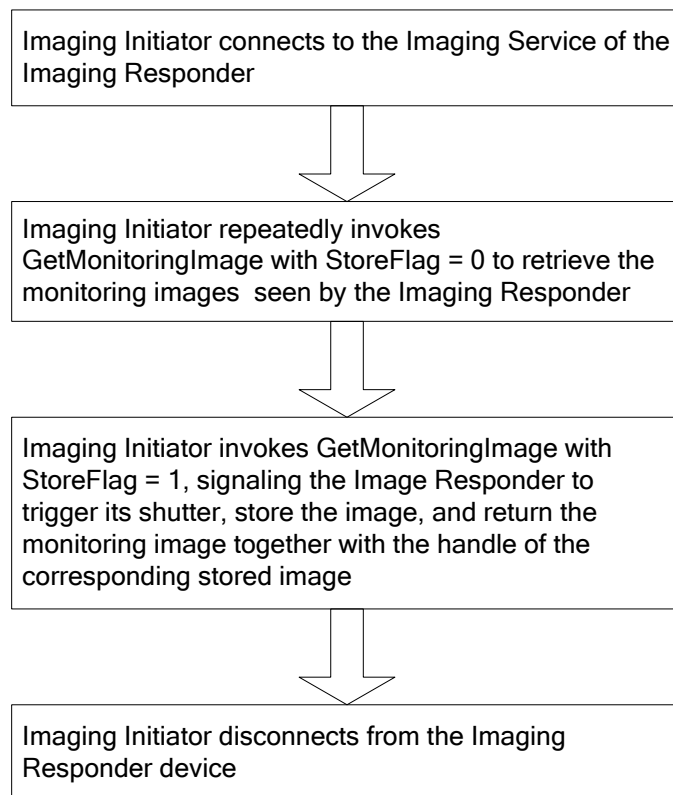 Imaging Initiator connects to the Imaging Service of the
Imaging Responder
Imaging Initiator repeatedly invokes
GetMonitoringImage with StoreFlag = 0 to retrieve the
monitoring images  seen by the Imaging Responder
Imaging Initiator invokes GetMonitoringImage with
StoreFlag = 1, signaling the Image Responder to
trigger its shutter, store the image, and return the
monitoring image together with the handle of the
corresponding stored image
Imaging Initiator disconnects from the Imaging
Responder device